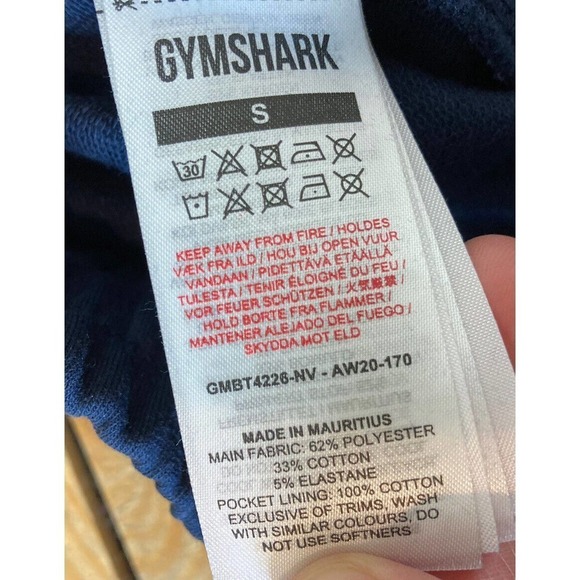 GYMSHARK
S
30
KEEP AWAY FROM FIRE / HOLDES
VÆK FRA ILD / HOU BIJ OPEN VUUR
VANDAAN / PIDETTÄVÄ ETÄÄLLÄ
TULESTA / TENIR ÉLOIGNÉ DU FEU /
VOR FEUER SCHÜTZEN / 火気厳禁 /
HOLD BORTE FRA FLAMMER /
MANTENER ALEJADO DEL FUEGO /
SKYDDA MOT ELD
GMBT4226-NV - AW20-170
MADE IN MAURITIUS
MAIN FABRIC: 62% POLYESTER
33% COTTON
5% ELASTANE
POCKET LINING: 100% COTTON
EXCLUSIVE OF TRIMS, WASH
WITH SIMILAR COLOURS, DO
NOT USE SOFTNERS